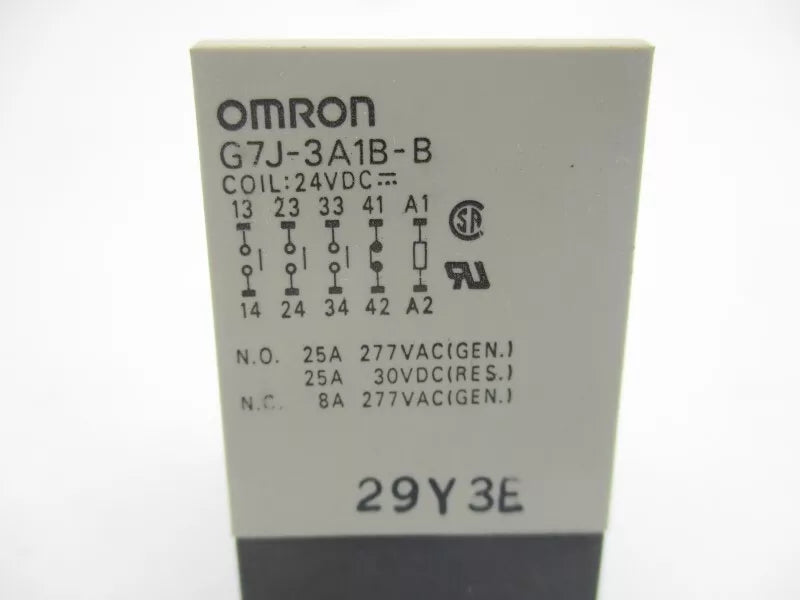 OMRON
G7J-3A1B-B
COIL:24VDC⎓
13 23 33 41 A1
14 24 34 42 A2
N.O. 25A 277VAC(GEN.)
25A 30VDC(RES.)
N.C. 8A 277VAC(GEN.)
29Y3E